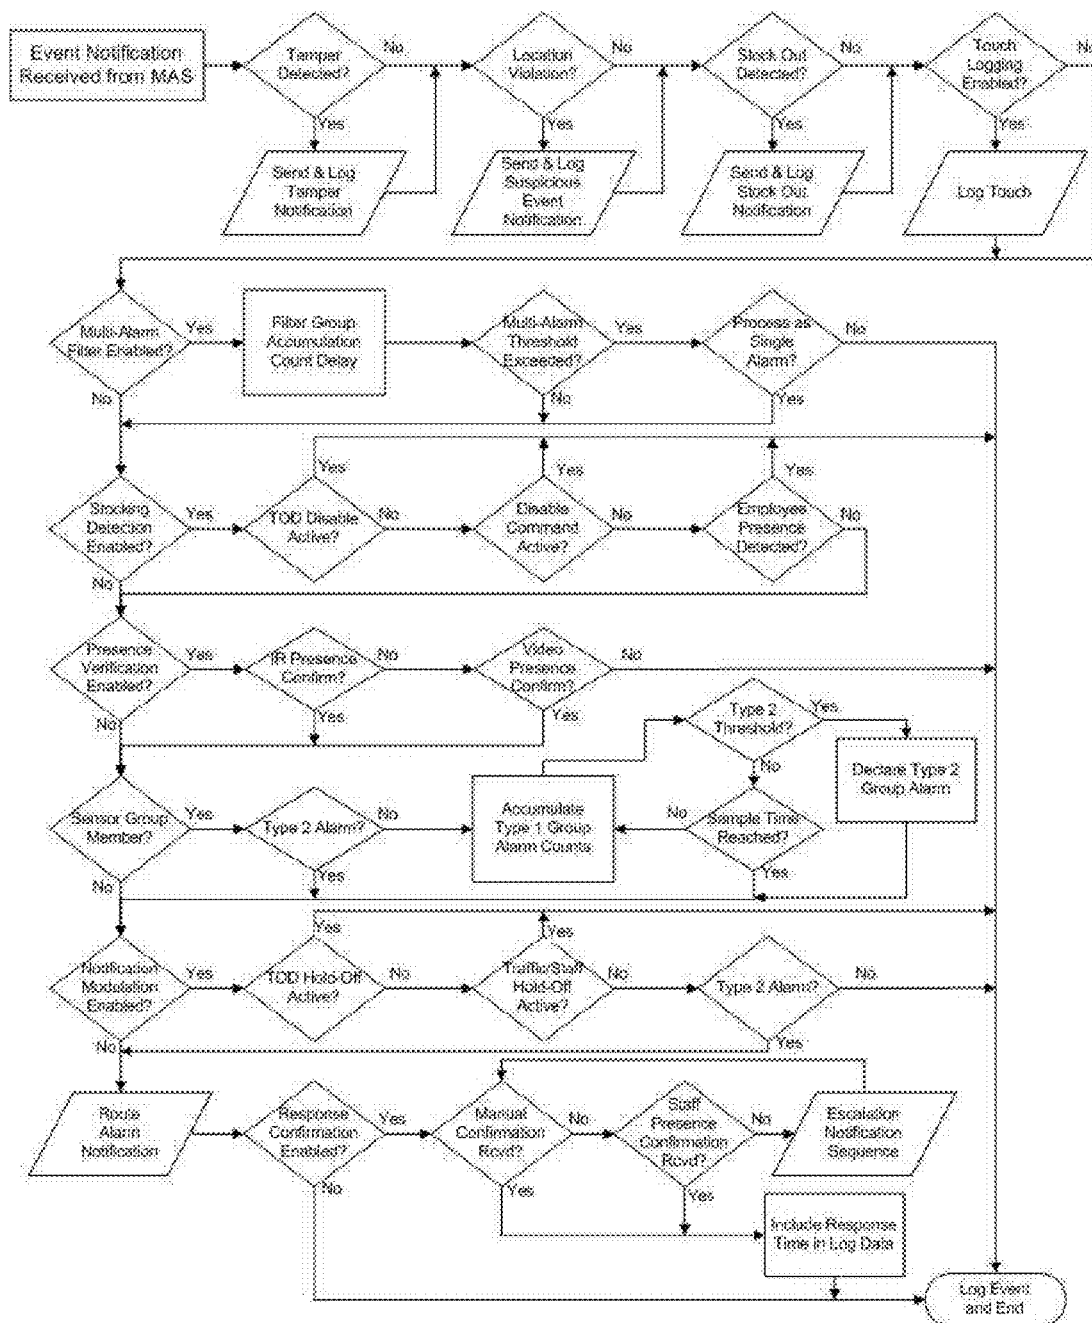 Event Notification
Received from MAS
Tamper
Detected?
No
Yes
Send & Log
Tamper
Notification
Location
Violation?
No
Yes
Send & Log
Suspicious
Event
Notification
Stock Out
Detected?
No
Yes
Send & Log
Stock Out
Notification
Touch
Logging
Enabled?
No
Yes
Log Touch
Multi-Alarm
Filter Enabled?
Yes
No
Filter Group
Accumulation
Count Delay
Multi-Alarm
Threshold
Exceeded?
Yes
No
Process as
Single
Alarm?
No
Yes
Stocking
Detection
Enabled?
Yes
No
TOD Disable
Active?
Yes
No
Disable
Command
Active?
Yes
No
Employee
Presence
Detected?
Yes
No
Presence
Verification
Enabled?
Yes
No
IR Presence
Confirm?
No
Yes
Video
Presence
Confirm?
No
Yes
Type 2
Threshold?
Yes
No
Declare Type 2
Group Alarm
Sensor Group
Member?
Yes
No
Type 2 Alarm?
No
Yes
Accumulate
Type 1 Group
Alarm Counts
No
Sample Time
Reached?
Yes
Notification
Modulation
Enabled?
Yes
No
TOD Hold-Off
Active?
Yes
No
Traffic/Staff
Hold-Off
Active?
Yes
No
Type 2 Alarm?
No
Yes
Route
Alarm
Notification
Response
Confirmation
Enabled?
Yes
No
Manual
Confirmation
Rcvd?
No
Yes
Staff
Presence
Confirmation
Rcvd?
No
Yes
Escalation
Notification
Sequence
Include Response
Time in Log Data
Log Event
and End